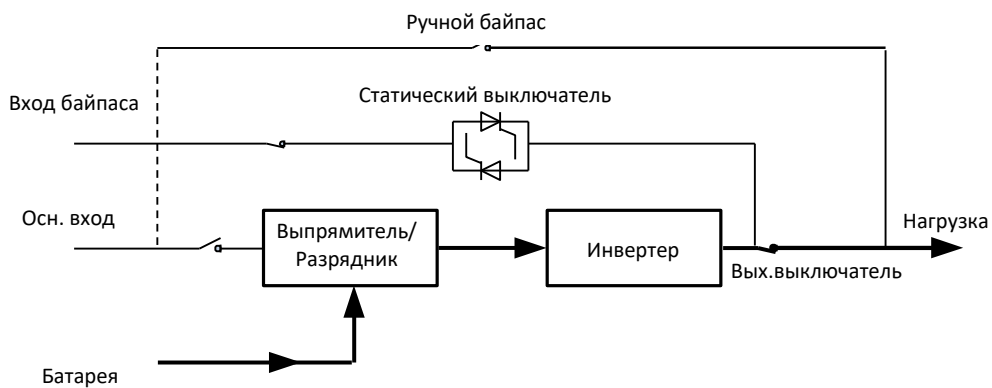 Ручной байпас
Вход байпаса
Статический выключатель
Осн. вход
Выпрямитель/
Разрядник
Инвертер
Нагрузка
Вых.выключатель
Батарея